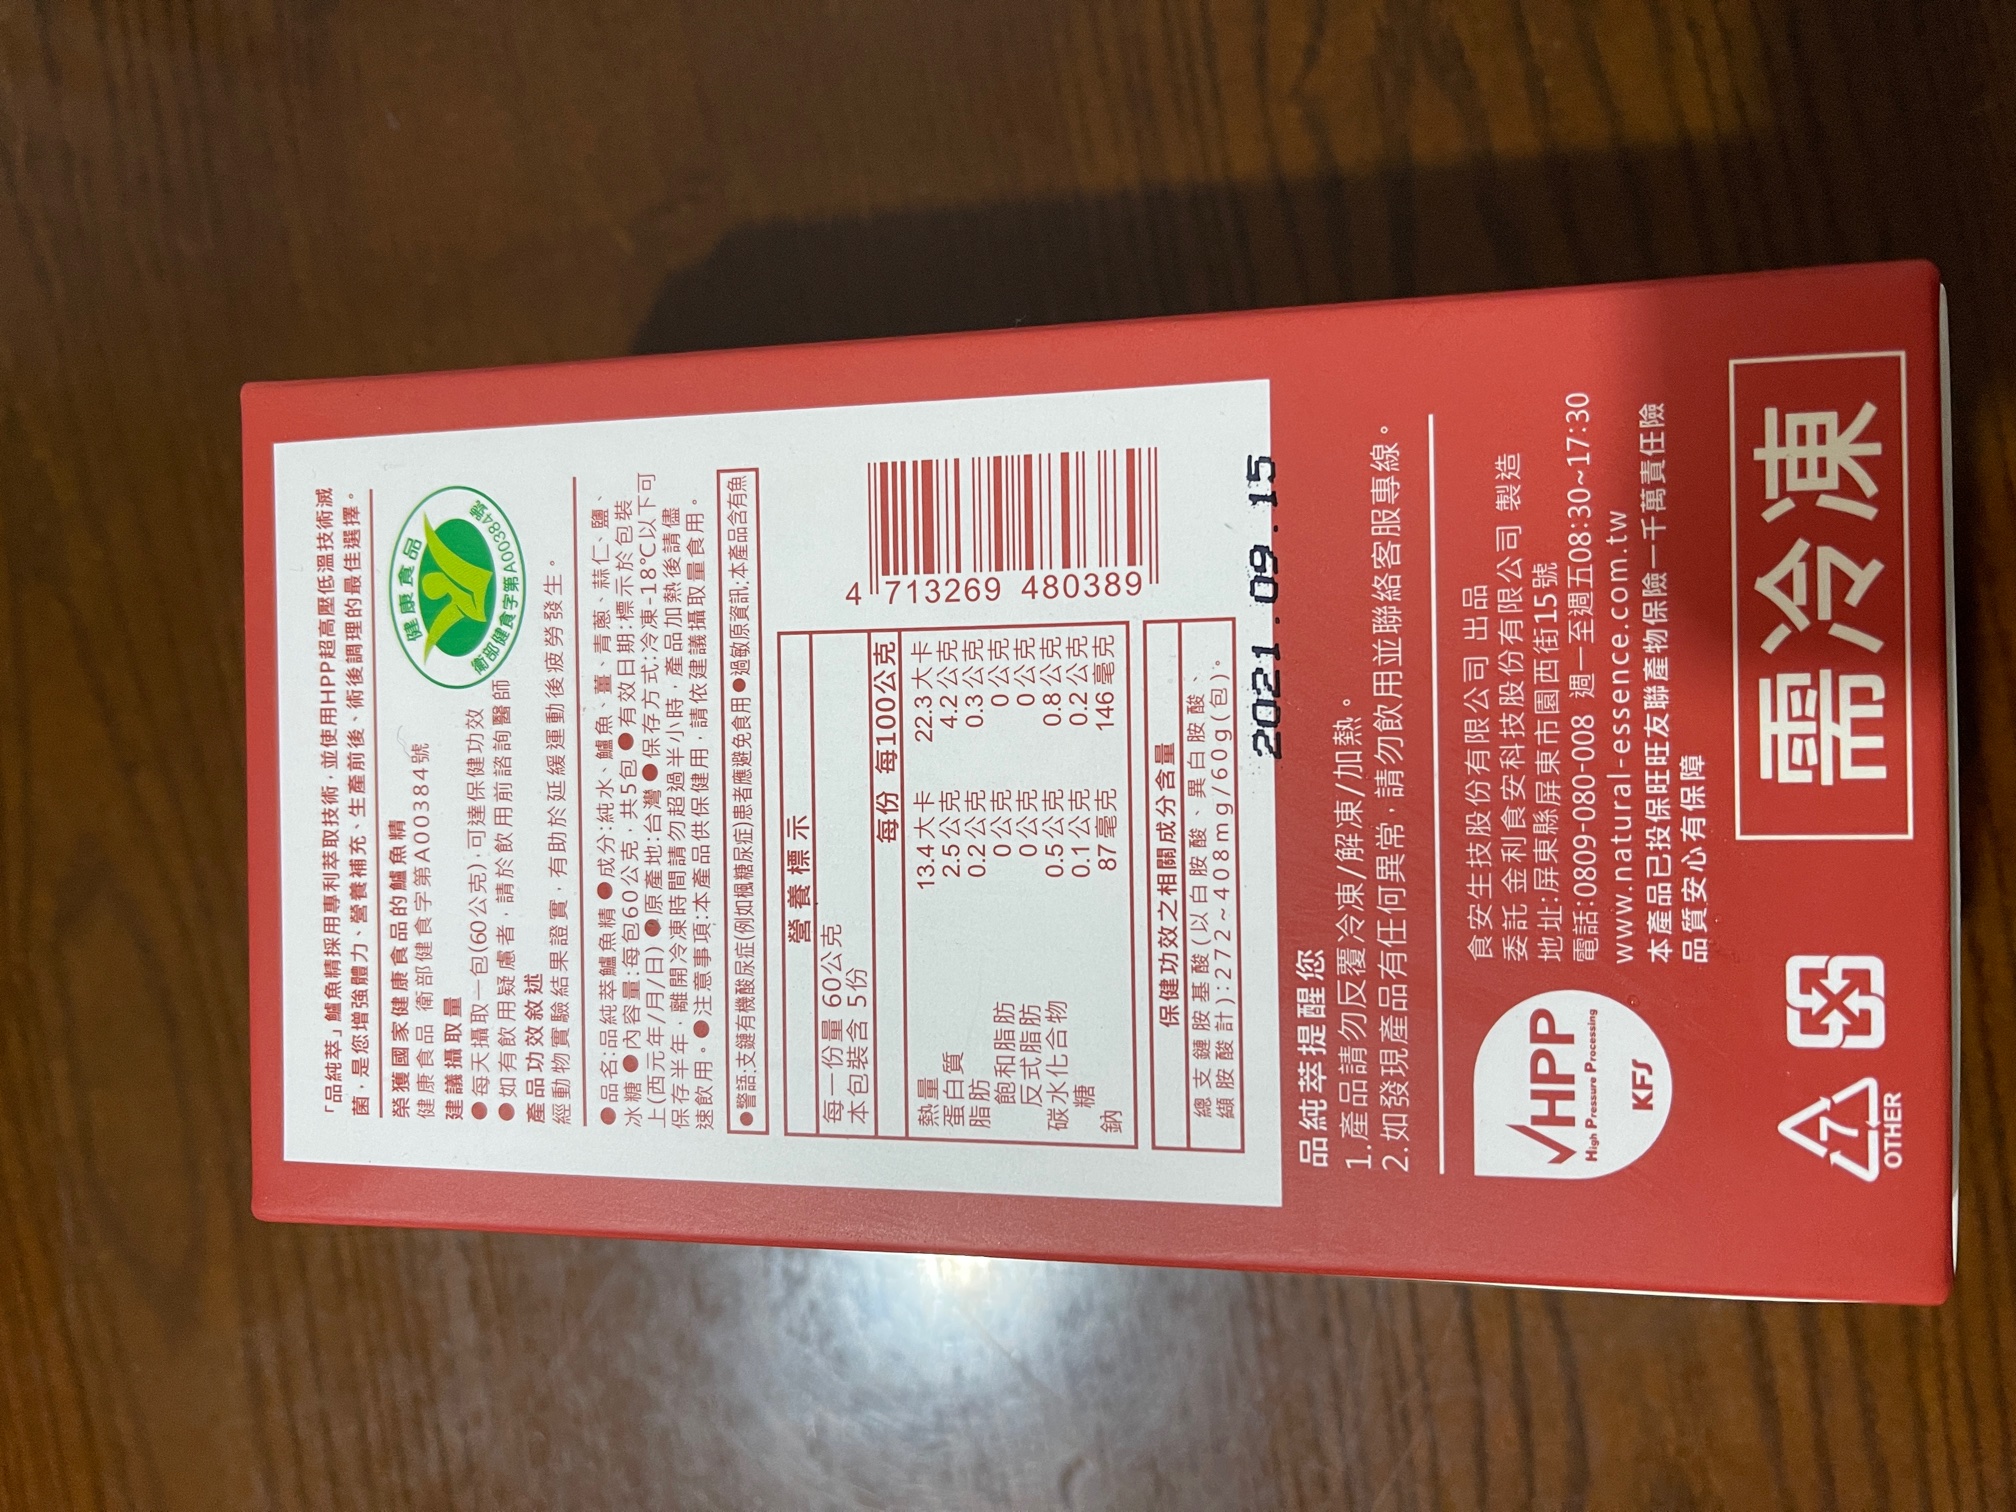 「品純萃」鱸魚精採用專利萃取技術，並使用HPP超高壓低溫技術滅
菌，是您增強體力、營養補充、生產前後、術後調理的最佳選擇。
榮獲國家健康食品的鱸魚精
健康食品 衛部健食字第A00384號
建議攝取量
●每天攝取一包(60公克)，可達保健功效
●如有飲用疑慮者，請於飲用前諮詢醫師
產品功效敘述
經動物實驗結果證實，有助於延緩運動後疲勞發生。
健康食品
衛部健食字第A00384號
●品名:品純萃鱸魚精 ●成分:純水、鱸魚、薑、青蔥、蒜仁、鹽、
冰糖 ●內容量:每包60公克，共5包 ●有效日期:標示於包裝
上(西元年/月/日) ●原產地:台灣 ●保存方式:冷凍-18℃以下可
保存半年，離開冷凍時間請勿超過半小時，產品加熱後請儘
速飲用。●注意事項:本產品供保健用，請依建議攝取量食用。
●警語:支鏈有機酸尿症(例如楓糖尿症)患者應避免食用 ●過敏原資訊:本產品含有魚
營養標示
每一份量 60公克
本包裝含 5份
每份 每100公克
熱量 13.4大卡 22.3大卡
蛋白質 2.5公克 4.2公克
脂肪 0.2公克 0.3公克
飽和脂肪 0公克 0公克
反式脂肪 0公克 0公克
碳水化合物 0.5公克 0.8公克
糖 0.1公克 0.2公克
鈉 87毫克 146毫克
4 713269 480389
保健功效之相關成分含量
總支鏈胺基酸(以白胺酸、異白胺酸、
纈胺酸計):272~408mg/60g(包)。
2021.09.15
品純萃提醒您
1.產品請勿反覆冷凍/解凍/加熱。
2.如發現產品有任何異常，請勿飲用並聯絡客服專線。
HPP
High Pressure Processing
KFS
食安生技股份有限公司 出品
委託金利食安科技股份有限公司 製造
地址:屏東縣屏東市園西街15號
電話:0809-080-008 週一至週五08:30~17:30
www.natural-essence.com.tw
本產品已投保旺旺友聯產物保險一千萬責任險
品質安心有保障
7
OTHER
需冷凍